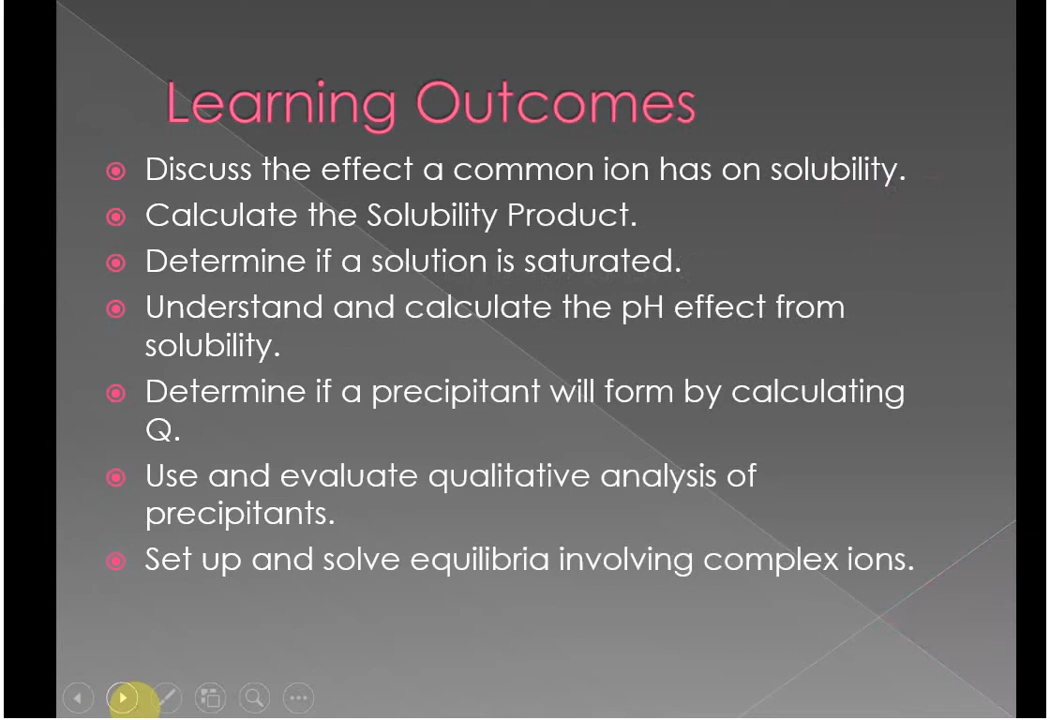 Learning Outcomes
Discuss the effect a common ion has on solubility.
Calculate the Solubility Product.
Determine if a solution is saturated.
Understand and calculate the pH effect from
solubility.
Determine if a precipitant will form by calculating
Q.
Use and evaluate qualitative analysis of
precipitants.
Set up and solve equilibria involving complex ions.